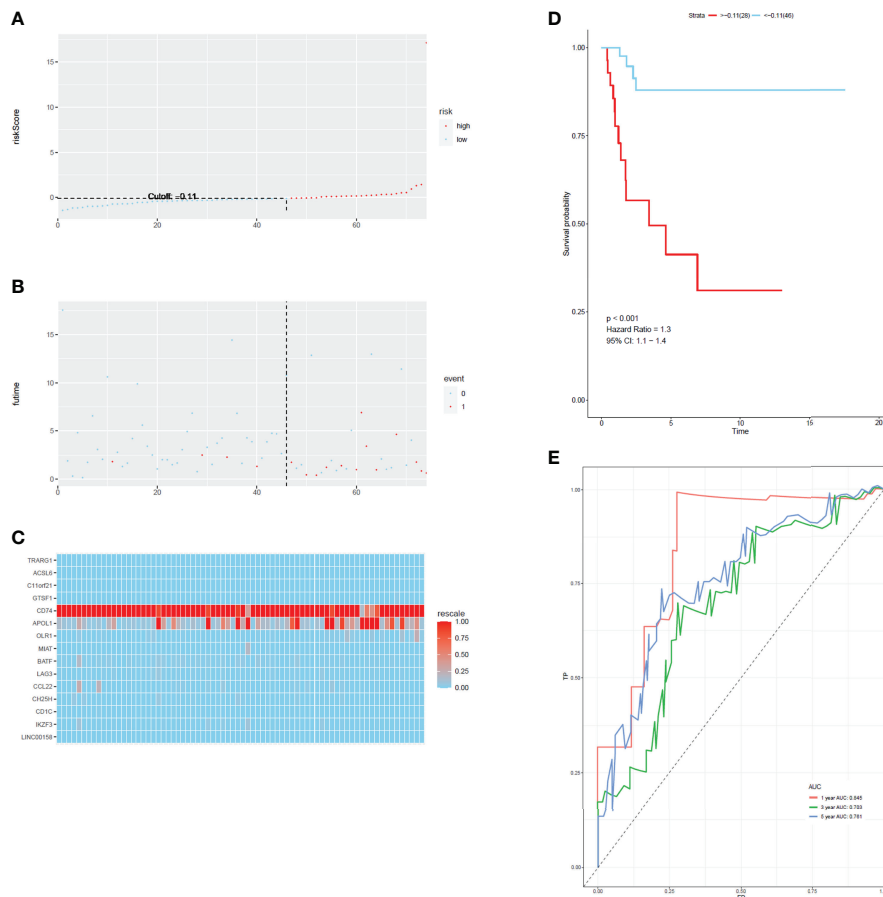 A
riskScore
15
10
5
0
Cutoff: −0.11
0
20
40
60
risk
high
low
B
futime
15
10
5
0
0
20
40
60
event
0
1
C
TRARG1
ACSL6
C11orf21
GTSF1
CD74
APOL1
OLR1
MIAT
BATF
LAG3
CCL22
CH25H
CD1C
IKZF3
LINC00158
rescale
1.00
0.75
0.50
0.25
0.00
D
Strata >=−0.11(28) <−0.11(46)
Survival probability
1.00
0.75
0.50
0.25
0.00
p < 0.001
Hazard Ratio = 1.3
95% CI: 1.1 − 1.4
0
5
10
15
20
Time
E
TP
1.00
0.75
0.50
0.25
0.00
AUC
1 year AUC: 0.845
3 year AUC: 0.703
5 year AUC: 0.761
0.00
0.25
0.50
0.75